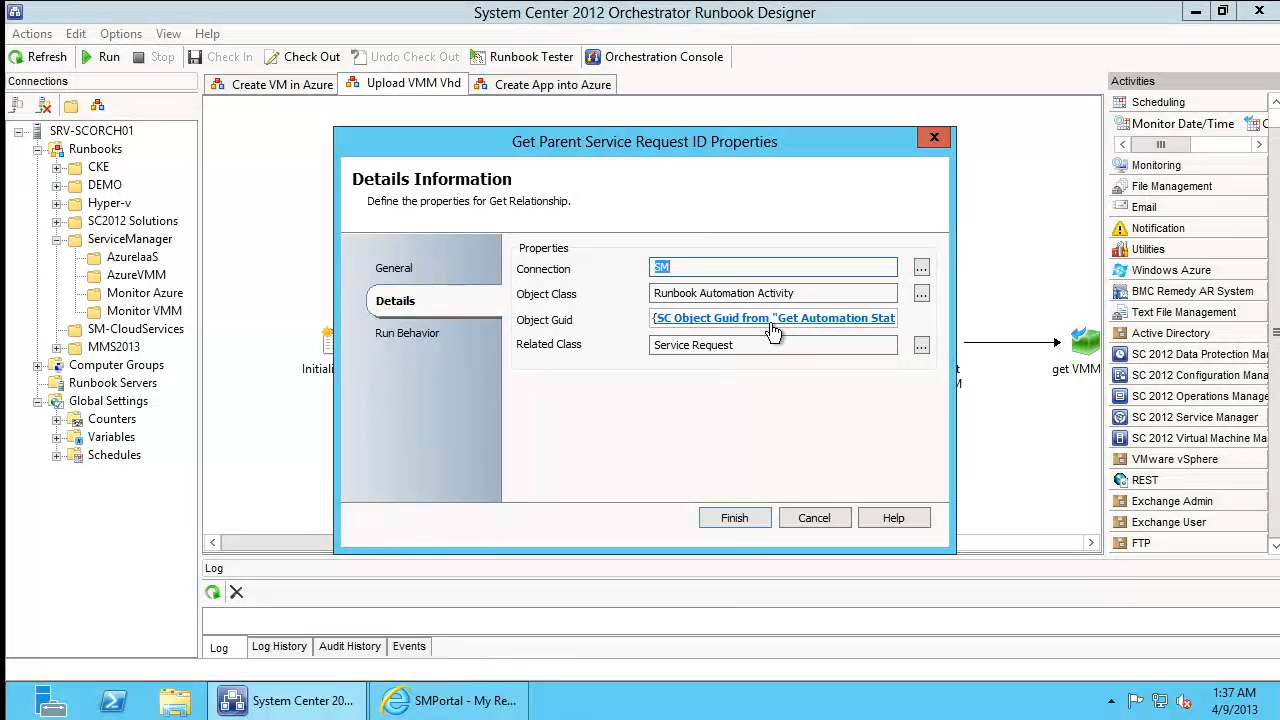 System Center 2012 Orchestrator Runbook Designer
Actions Edit Options View Help
Refresh Run Stop Check In Check Out Undo Check Out Runbook Tester Orchestration Console
Connections
Create VM in Azure Upload VMM Vhd Create App into Azure
Activities
SRV-SCORCH01
Runbooks
CKE
DEMO
Hyper-v
SC2012 Solutions
ServiceManager
AzureIaaS
AzureVMM
Monitor Azure
Monitor VMM
SM-CloudServices
MMS2013
Computer Groups
Runbook Servers
Global Settings
Counters
Variables
Schedules
Get Parent Service Request ID Properties
Details Information
Define the properties for Get Relationship.
General
Details
Run Behavior
Properties
Connection SM ...
Object Class Runbook Automation Activity ...
Object Guid {SC Object Guid from "Get Automation Stat
Related Class Service Request ...
Finish Cancel Help
Initiali
get VMM
Scheduling
Monitor Date/Time C
Monitoring
File Management
Email
Notification
Utilities
Windows Azure
BMC Remedy AR System
Text File Management
Active Directory
SC 2012 Data Protection Ma
SC 2012 Configuration Mana
SC 2012 Operations Manage
SC 2012 Service Manager
SC 2012 Virtual Machine Ma
VMware vSphere
REST
Exchange Admin
Exchange User
FTP
Log
Log Log History Audit History Events
System Center 20... SMPortal - My Re...
1:37 AM
4/9/2013